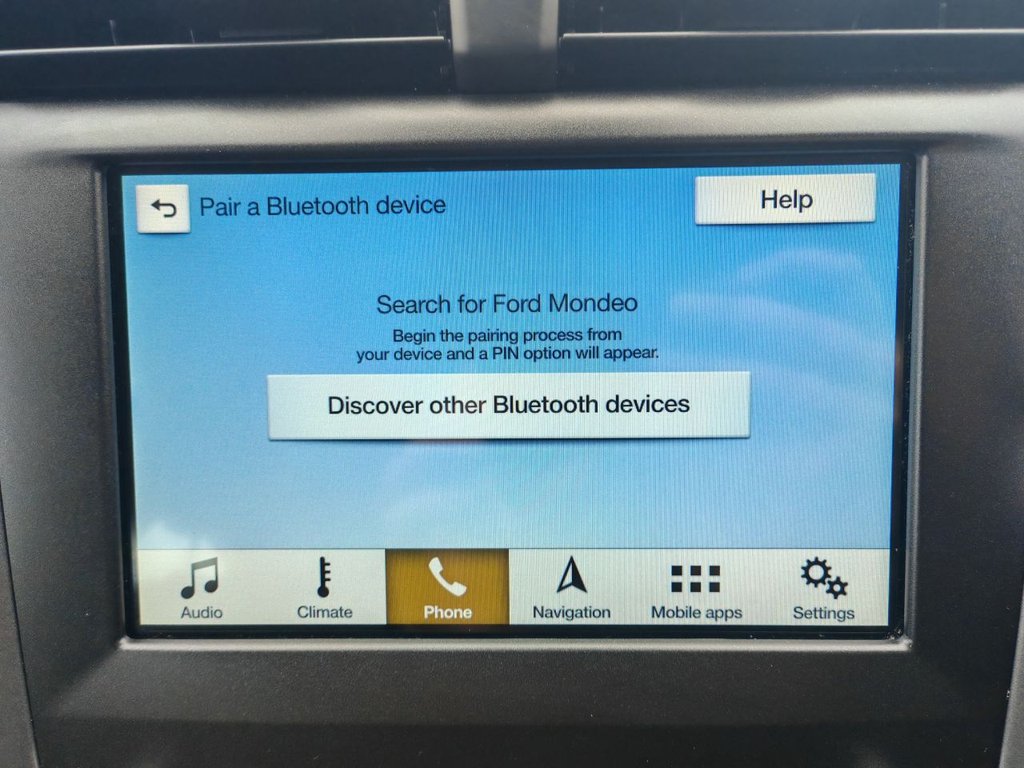 Pair a Bluetooth device
Help
Search for Ford Mondeo
Begin the pairing process from
your device and a PIN option will appear.
Discover other Bluetooth devices
Audio
Climate
Phone
Navigation
Mobile apps
Settings